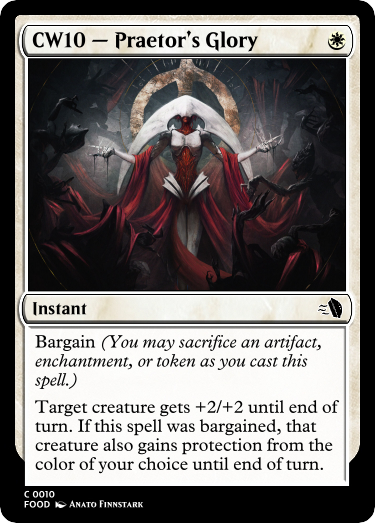 CW10 — Praetor's Glory
Instant
Bargain (You may sacrifice an artifact,
enchantment, or token as you cast this
spell.)
Target creature gets +2/+2 until end of
turn. If this spell was bargained, that
creature also gains protection from the
color of your choice until end of turn.
C 0010
FOOD Anato Finnstark